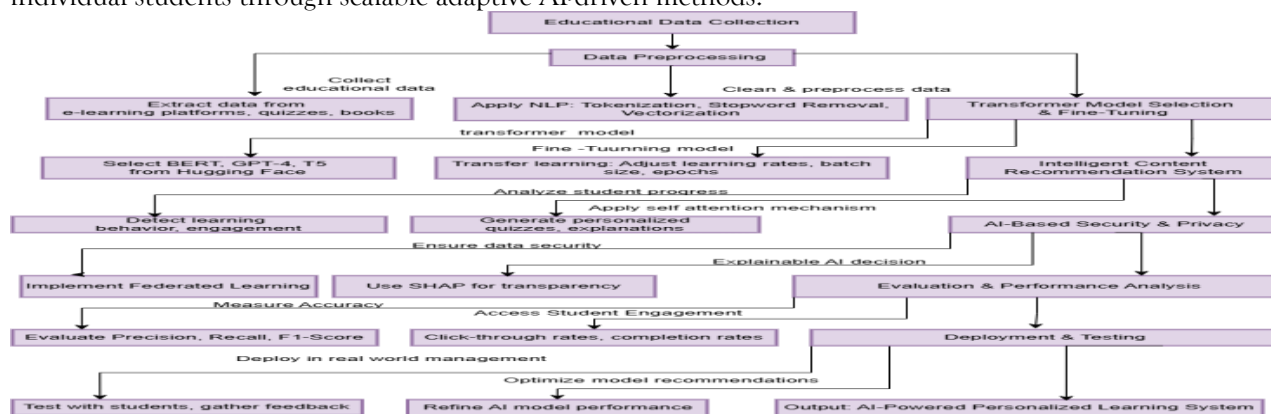 individual students through scalable adaptive AI-driven methods.
Educational Data Collection
Data Preprocessing
Collect
educational data
Clean & preprocess data
Extract data from
e-learning platforms, quizzes, books
Apply NLP: Tokenization, Stopword Removal,
Vectorization
Transformer Model Selection
& Fine-Tuning
transformer model
Fine -Tuunning model
Select BERT, GPT-4, T5
from Hugging Face
Transfer learning: Adjust learning rates, batch
size, epochs
Intelligent Content
Recommendation System
Analyze student progress
Apply self attention mechanism
Detect learning
behavior, engagement
Generate personalized
quizzes, explanations
AI-Based Security & Privacy
Ensure data security
Explainable AI decision
Implement Federated Learning
Use SHAP for transparency
Evaluation & Performance Analysis
Measure Accuracy
Access Student Engagement
Evaluate Precision, Recall, F1-Score
Click-through rates, completion rates
Deployment & Testing
Deploy in real world management
Optimize model recommendations
Test with students, gather feedback
Refine AI model performance
Output: AI-Powered Personalized Learning System